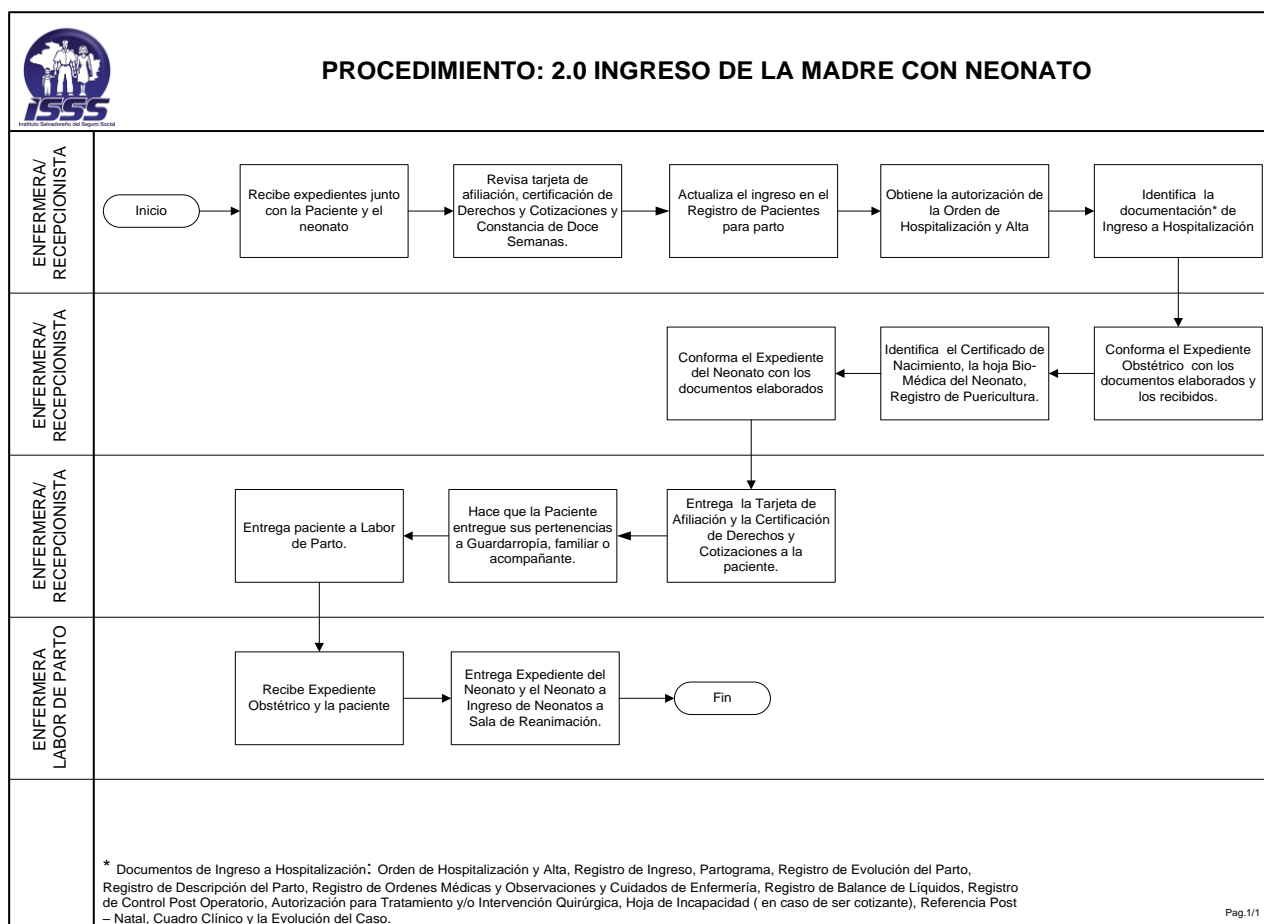 PROCEDIMIENTO: 2.0 INGRESO DE LA MADRE CON NEONATO
ISSS
Instituto Salvadoreño del Seguro Social
ENFERMERA/
RECEPCIONISTA
Inicio
Recibe expedientes junto
con la Paciente y el
neonato
Revisa tarjeta de
afiliación, certificación de
Derechos y Cotizaciones y
Constancia de Doce
Semanas.
Actualiza el ingreso en el
Registro de Pacientes
para parto
Obtiene la autorización de
la Orden de
Hospitalización y Alta
Identifica la
documentación* de
Ingreso a Hospitalización
ENFERMERA/
RECEPCIONISTA
Conforma el Expediente
Obstétrico con los
documentos elaborados y
los recibidos.
Identifica el Certificado de
Nacimiento, la hoja Bio-
Médica del Neonato,
Registro de Puericultura.
Conforma el Expediente
del Neonato con los
documentos elaborados
ENFERMERA/
RECEPCIONISTA
Entrega la Tarjeta de
Afiliación y la Certificación
de Derechos y
Cotizaciones a la
paciente.
Hace que la Paciente
entregue sus pertenencias
a Guardarropía, familiar o
acompañante.
Entrega paciente a Labor
de Parto.
ENFERMERA
LABOR DE PARTO
Recibe Expediente
Obstétrico y la paciente
Entrega Expediente del
Neonato y el Neonato a
Ingreso de Neonatos a
Sala de Reanimación.
Fin
* Documentos de Ingreso a Hospitalización: Orden de Hospitalización y Alta, Registro de Ingreso, Partograma, Registro de Evolución del Parto,
Registro de Descripción del Parto, Registro de Ordenes Médicas y Observaciones y Cuidados de Enfermería, Registro de Balance de Líquidos, Registro
de Control Post Operatorio, Autorización para Tratamiento y/o Intervención Quirúrgica, Hoja de Incapacidad ( en caso de ser cotizante), Referencia Post
– Natal, Cuadro Clínico y la Evolución del Caso.
Pag.1/1